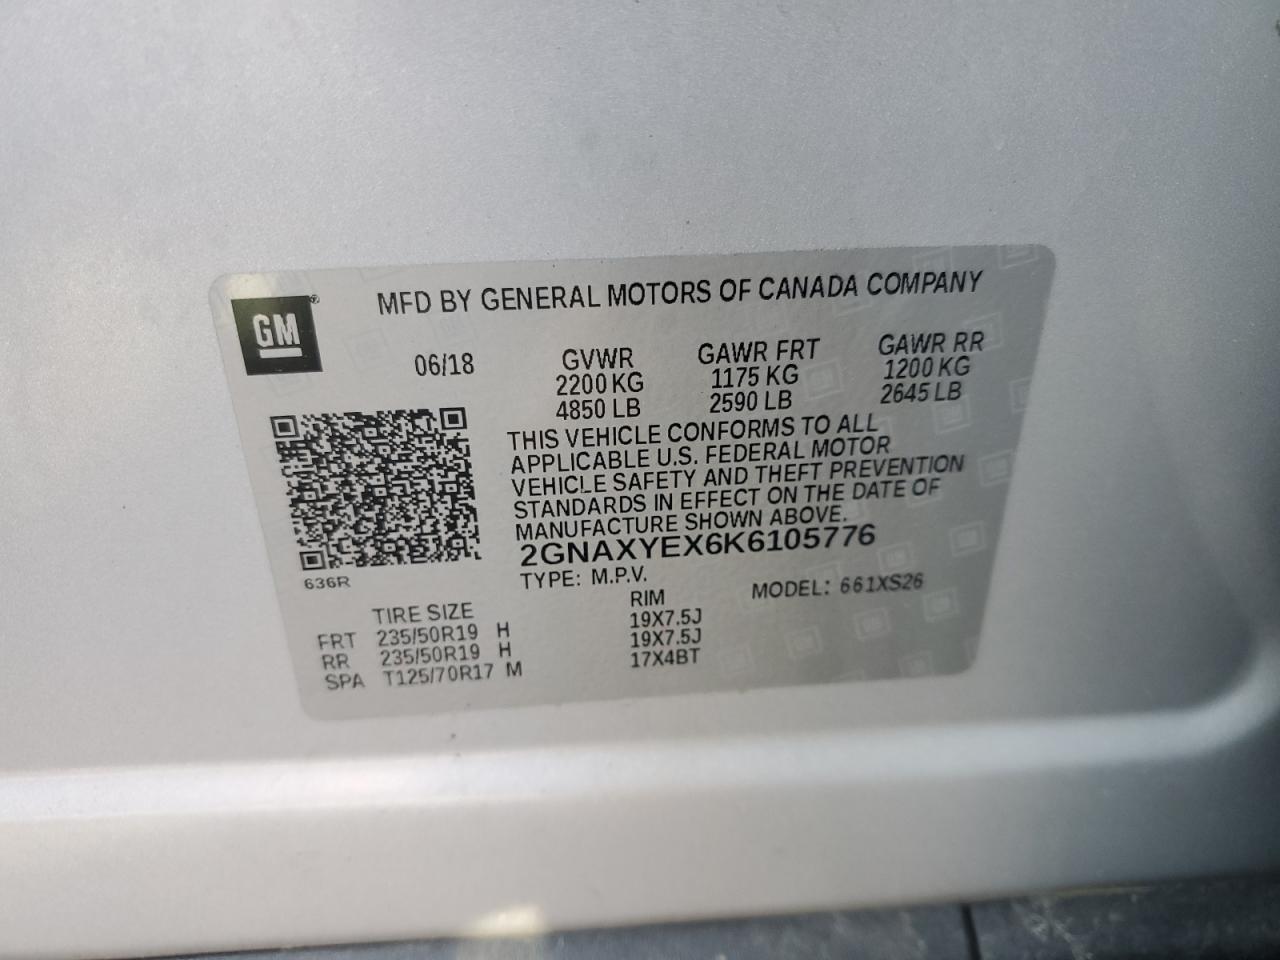 GM®
MFD BY GENERAL MOTORS OF CANADA COMPANY
06/18 GVWR GAWR FRT GAWR RR
2200 KG 1175 KG 1200 KG
4850 LB 2590 LB 2645 LB
THIS VEHICLE CONFORMS TO ALL
APPLICABLE U.S. FEDERAL MOTOR
VEHICLE SAFETY AND THEFT PREVENTION
STANDARDS IN EFFECT ON THE DATE OF
MANUFACTURE SHOWN ABOVE.
2GNAXYEX6K6105776
636R
TYPE: M.P.V. MODEL: 661XS26
TIRE SIZE RIM
FRT 235/50R19 H 19X7.5J
RR 235/50R19 H 19X7.5J
SPA T125/70R17 M 17X4BT